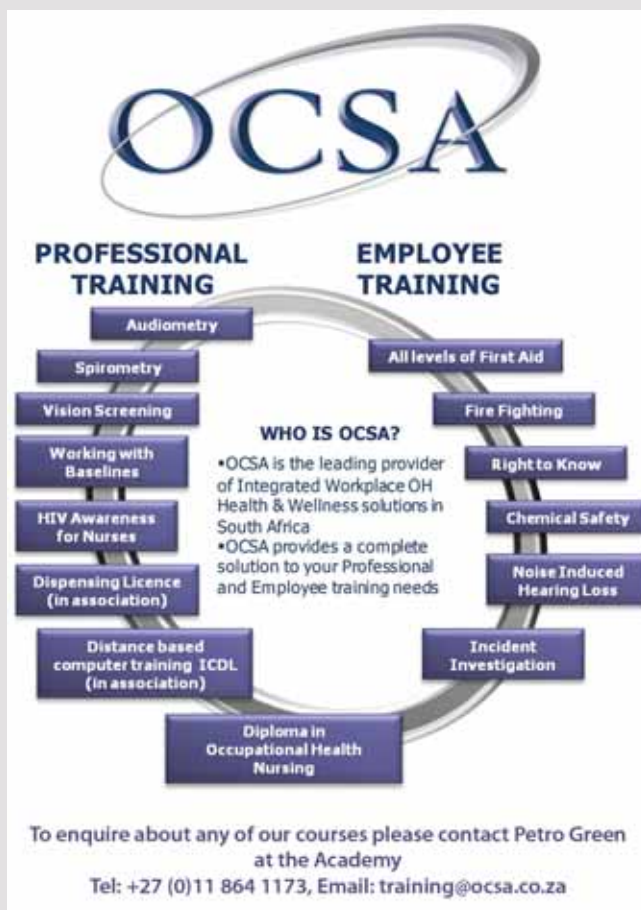 OCSA
PROFESSIONAL
TRAINING
Audiometry
Spirometry
Vision Screening
Working with
Baselines
HIV Awareness
for Nurses
Dispensing Licence
(in association)
Distance based
computer training ICDL
(in association)
Diploma in
Occupational Health
Nursing
EMPLOYEE
TRAINING
All levels of First Aid
Fire Fighting
Right to Know
Chemical Safety
Noise Induced
Hearing Loss
Incident
Investigation
WHO IS OCSA?
•OCSA is the leading provider
of Integrated Workplace OH
Health & Wellness solutions in
South Africa
•OCSA provides a complete
solution to your Professional
and Employee training needs
To enquire about any of our courses please contact Petro Green
at the Academy
Tel: +27 (0)11 864 1173, Email: training@ocsa.co.za